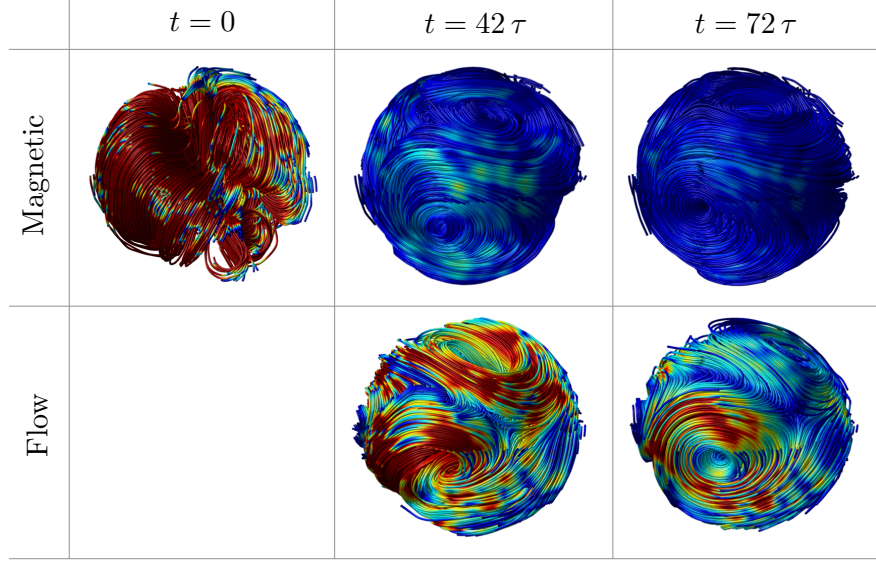 t = 0
t = 42 τ
t = 72 τ
Magnetic
Flow